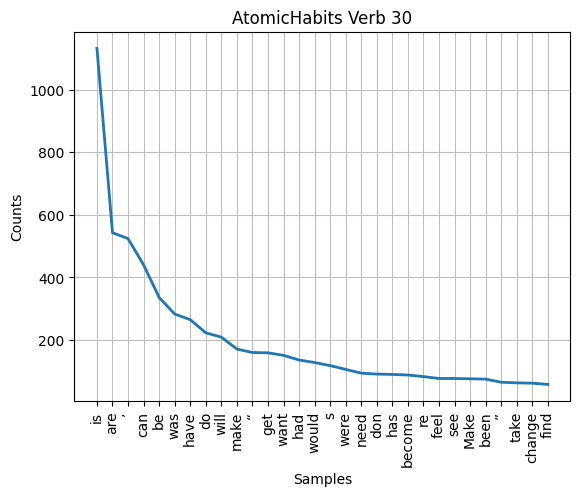 AtomicHabits Verb 30
1000
800
600
400
200
Counts
is
are
’
can
be
was
have
do
will
make
“
get
want
had
would
s
were
need
don
has
become
re
feel
see
Make
been
”
take
change
find
Samples